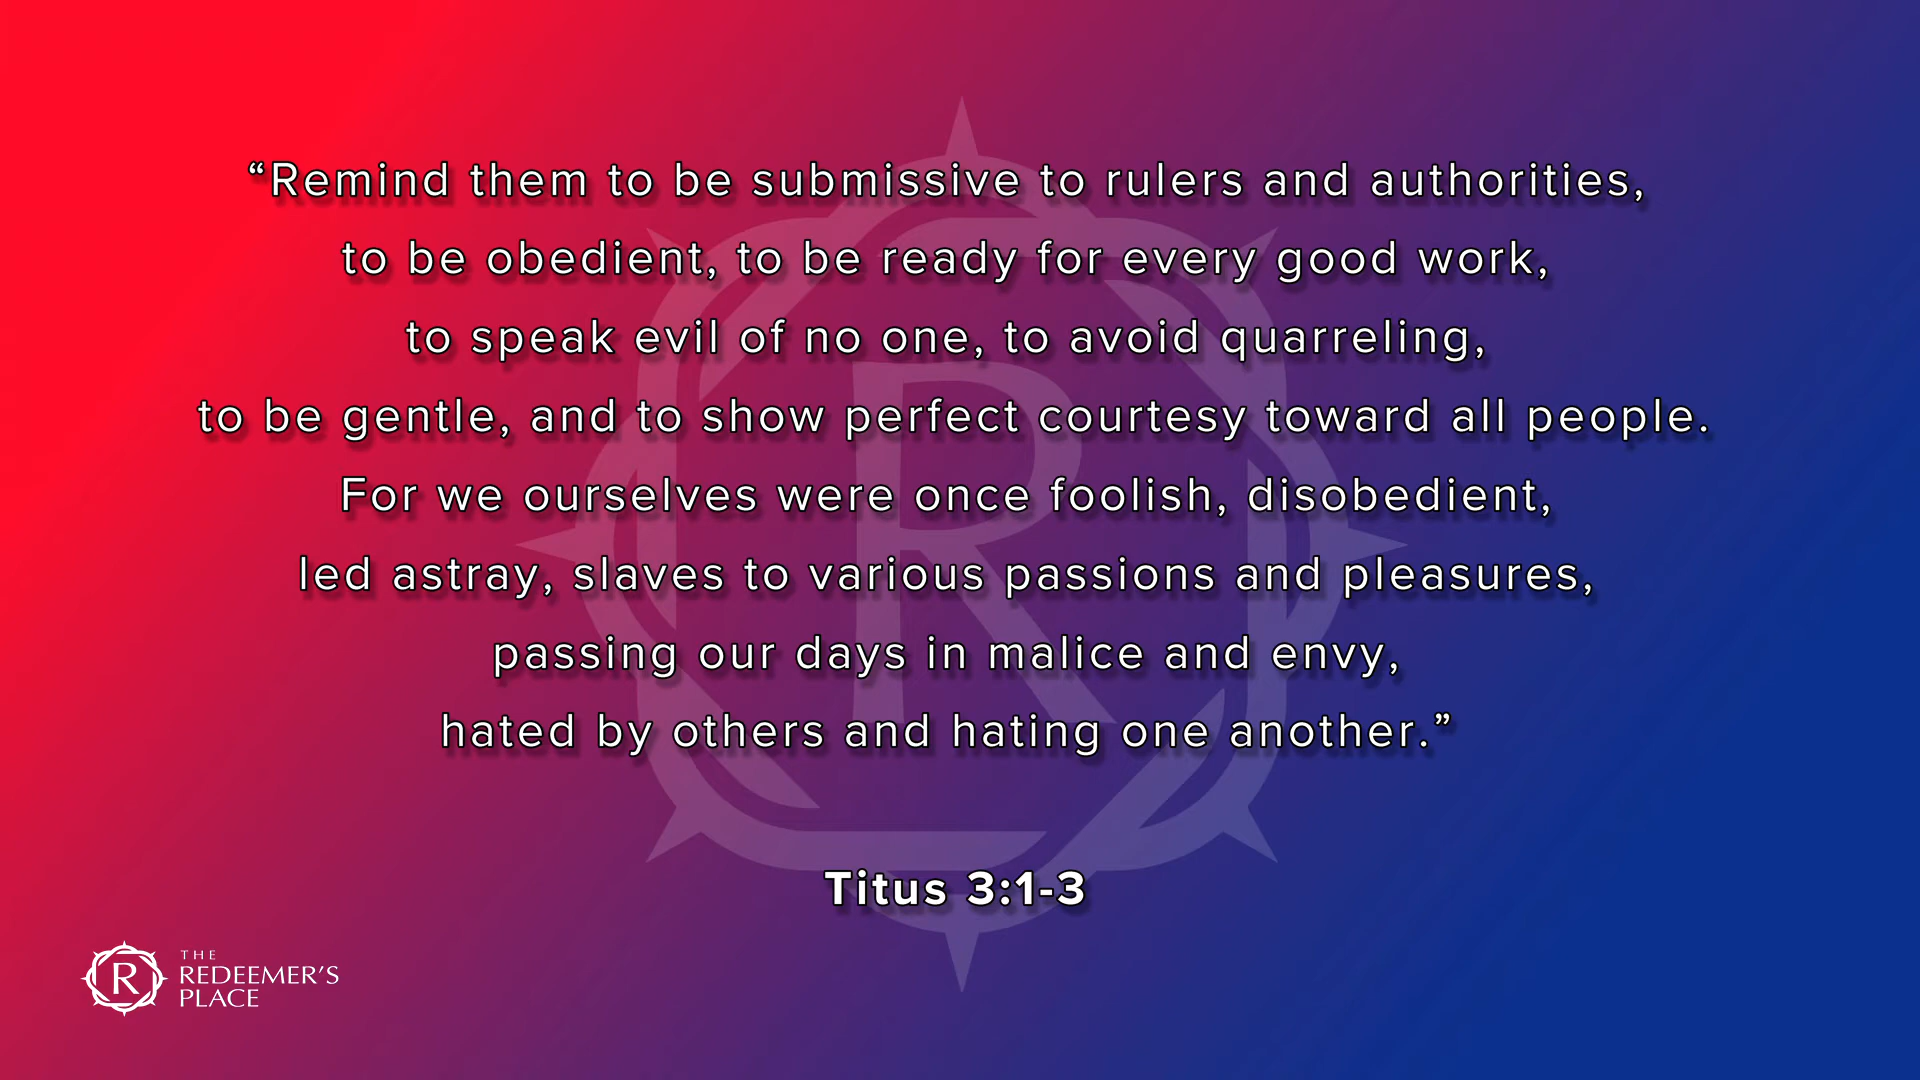 “Remind them to be submissive to rulers and authorities,
to be obedient, to be ready for every good work,
to speak evil of no one, to avoid quarreling,
to be gentle, and to show perfect courtesy toward all people.
For we ourselves were once foolish, disobedient,
led astray, slaves to various passions and pleasures,
passing our days in malice and envy,
hated by others and hating one another.”
Titus 3:1-3
R
THE
REDEEMER’S
PLACE